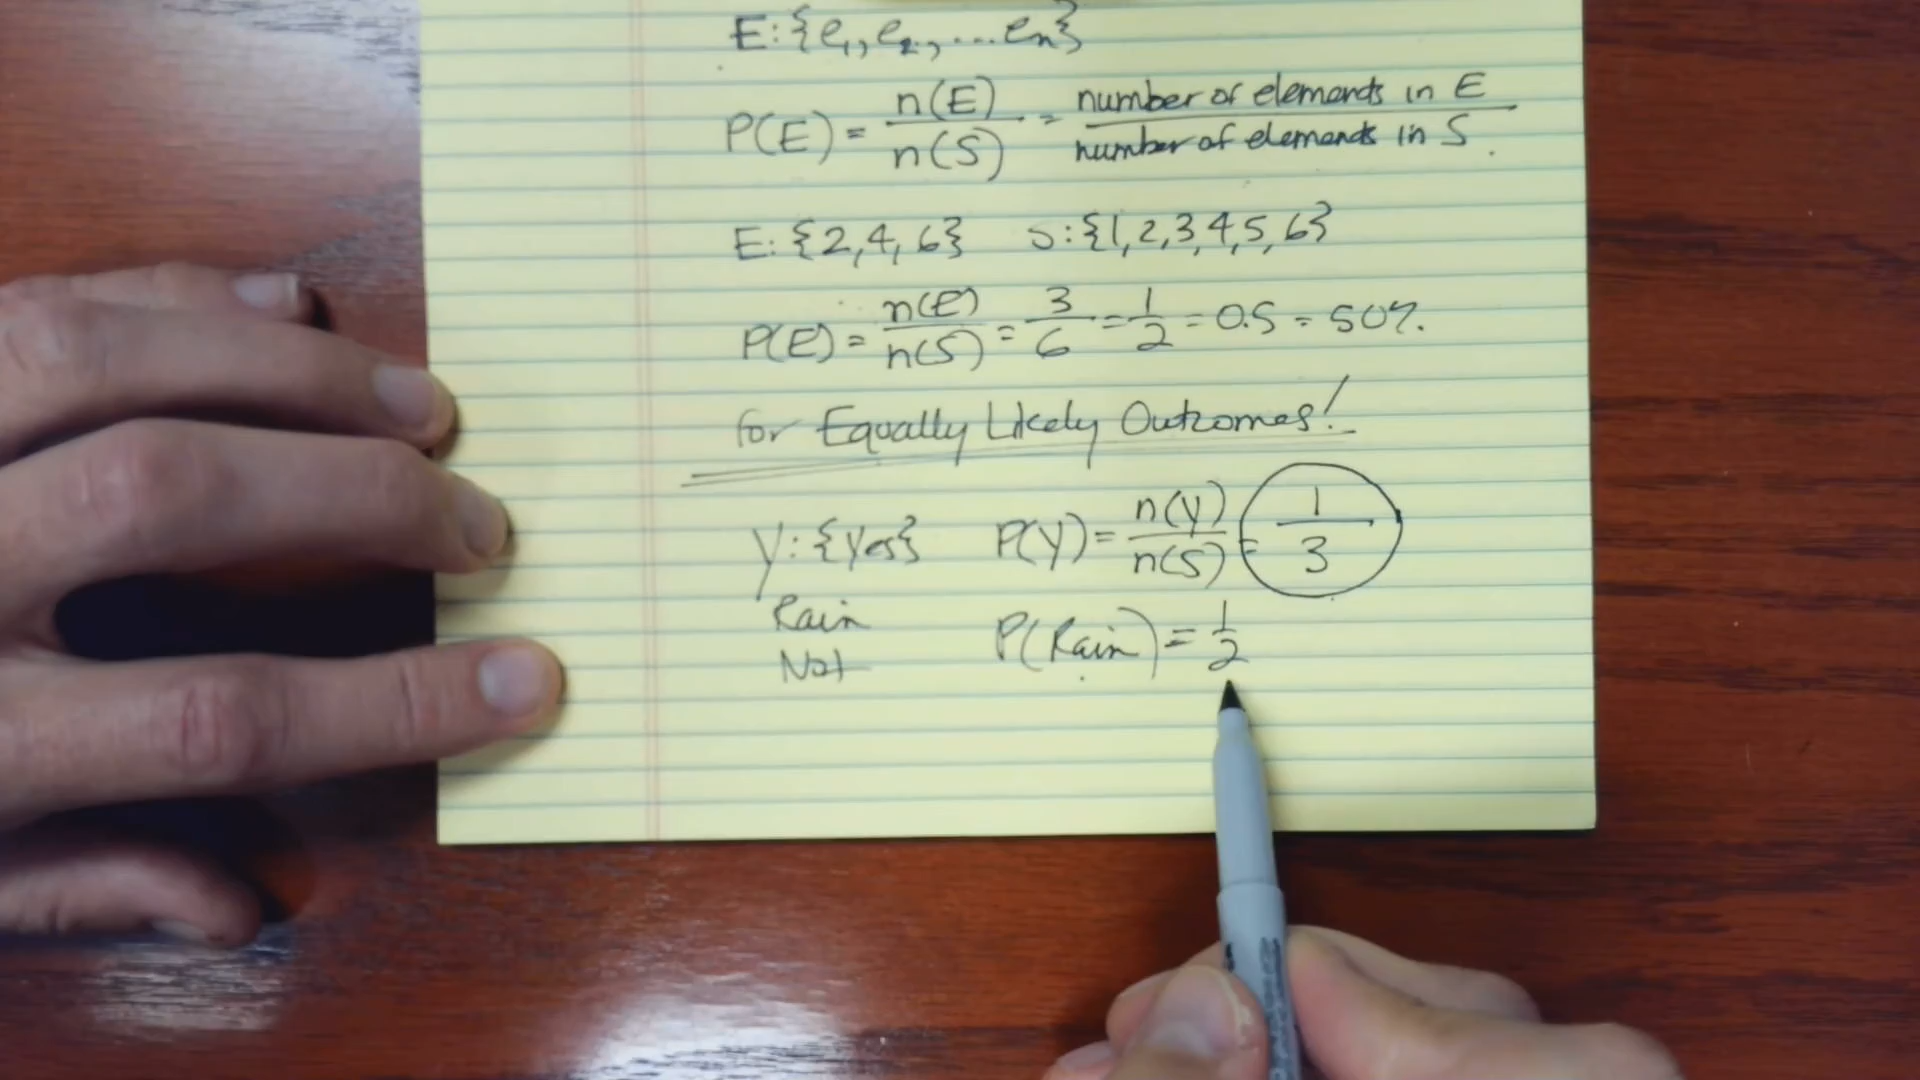 E: {e1, e2, ... en}
P(E) = n(E) / n(S) = number of elements in E / number of elements in S.
E: {2,4,6} S: {1,2,3,4,5,6}
P(E) = n(E) / n(S) = 3/6 = 1/2 = 0.5 = 50%.
for Equally Likely Outcomes!
Y: {Yes} P(Y) = n(Y) / n(S) = 1/3
Rain P(Rain) = 1/2
Not